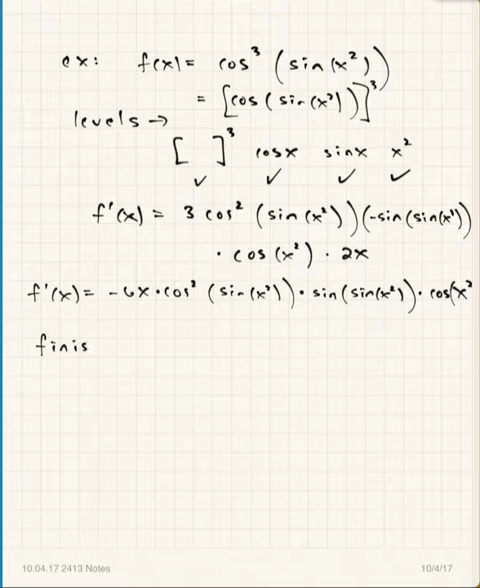 ex: f(x) = cos³ (sin(x²))
= [cos(sin(x²))]³
levels →
[ ]³ cosx sinx x²
✓ ✓ ✓ ✓
f'(x) = 3 cos² (sin(x²))(-sin(sin(x²))
· cos(x²) · 2x
f'(x) = -6x·cos² (sin(x²))·sin(sin(x²))·cos(x²
finis
10.04.17 2413 Notes 10/4/17